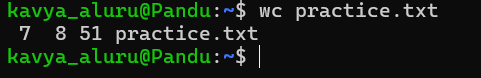 kavya_aluru@Pandu:~$ wc practice.txt
 7  8 51 practice.txt
kavya_aluru@Pandu:~$